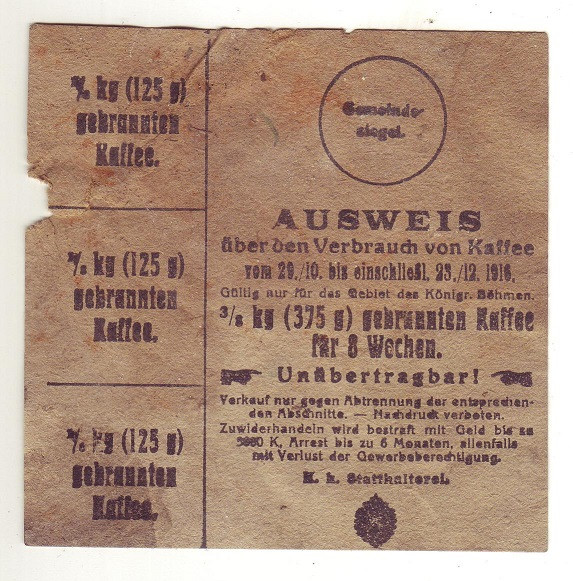 ⅛ kg (125 g)
gebrannten
Kaffee.
⅛ kg (125 g)
gebrannten
Kaffee.
⅛ kg (125 g)
gebrannten
Kaffee.
Gemeinde-
siegel.
AUSWEIS
über den Verbrauch von Kaffee
vom 29./10. bis einschließl. 23./12. 1916.
Gültig nur für das Gebiet des Königr. Böhmen.
³/₈ kg (375 g) gebrannten Kaffee
für 8 Wochen.
Unübertragbar!
Verkauf nur gegen Abtrennung der entsprechen-
den Abschnitte. — Nachdruck verboten.
Zuwiderhandeln wird bestraft mit Geld bis zu
5000 K, Arrest bis zu 6 Monaten, allenfalls
mit Verlust der Gewerbeberechtigung.
K. k. Statthalterei.